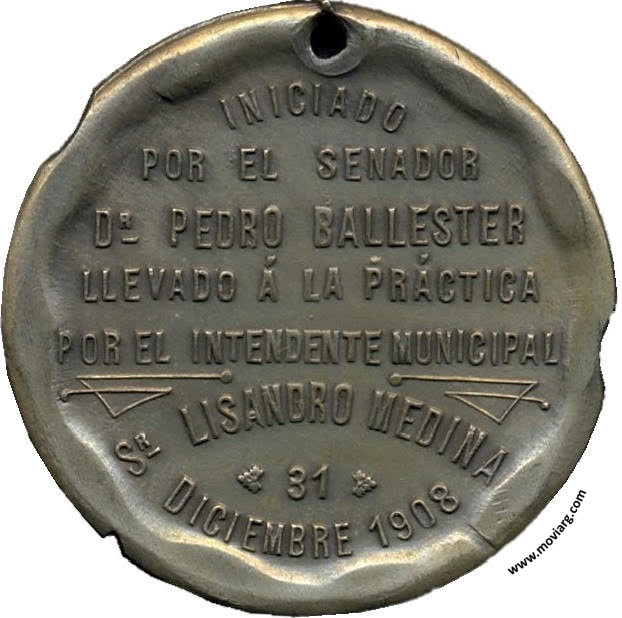 INICIADO
POR EL SENADOR
DR. PEDRO BALLESTER
LLEVADO Á LA PRÁCTICA
POR EL INTENDENTE MUNICIPAL
SR. LISANDRO MEDINA
31
DICIEMBRE 1908
www.moviarg.com